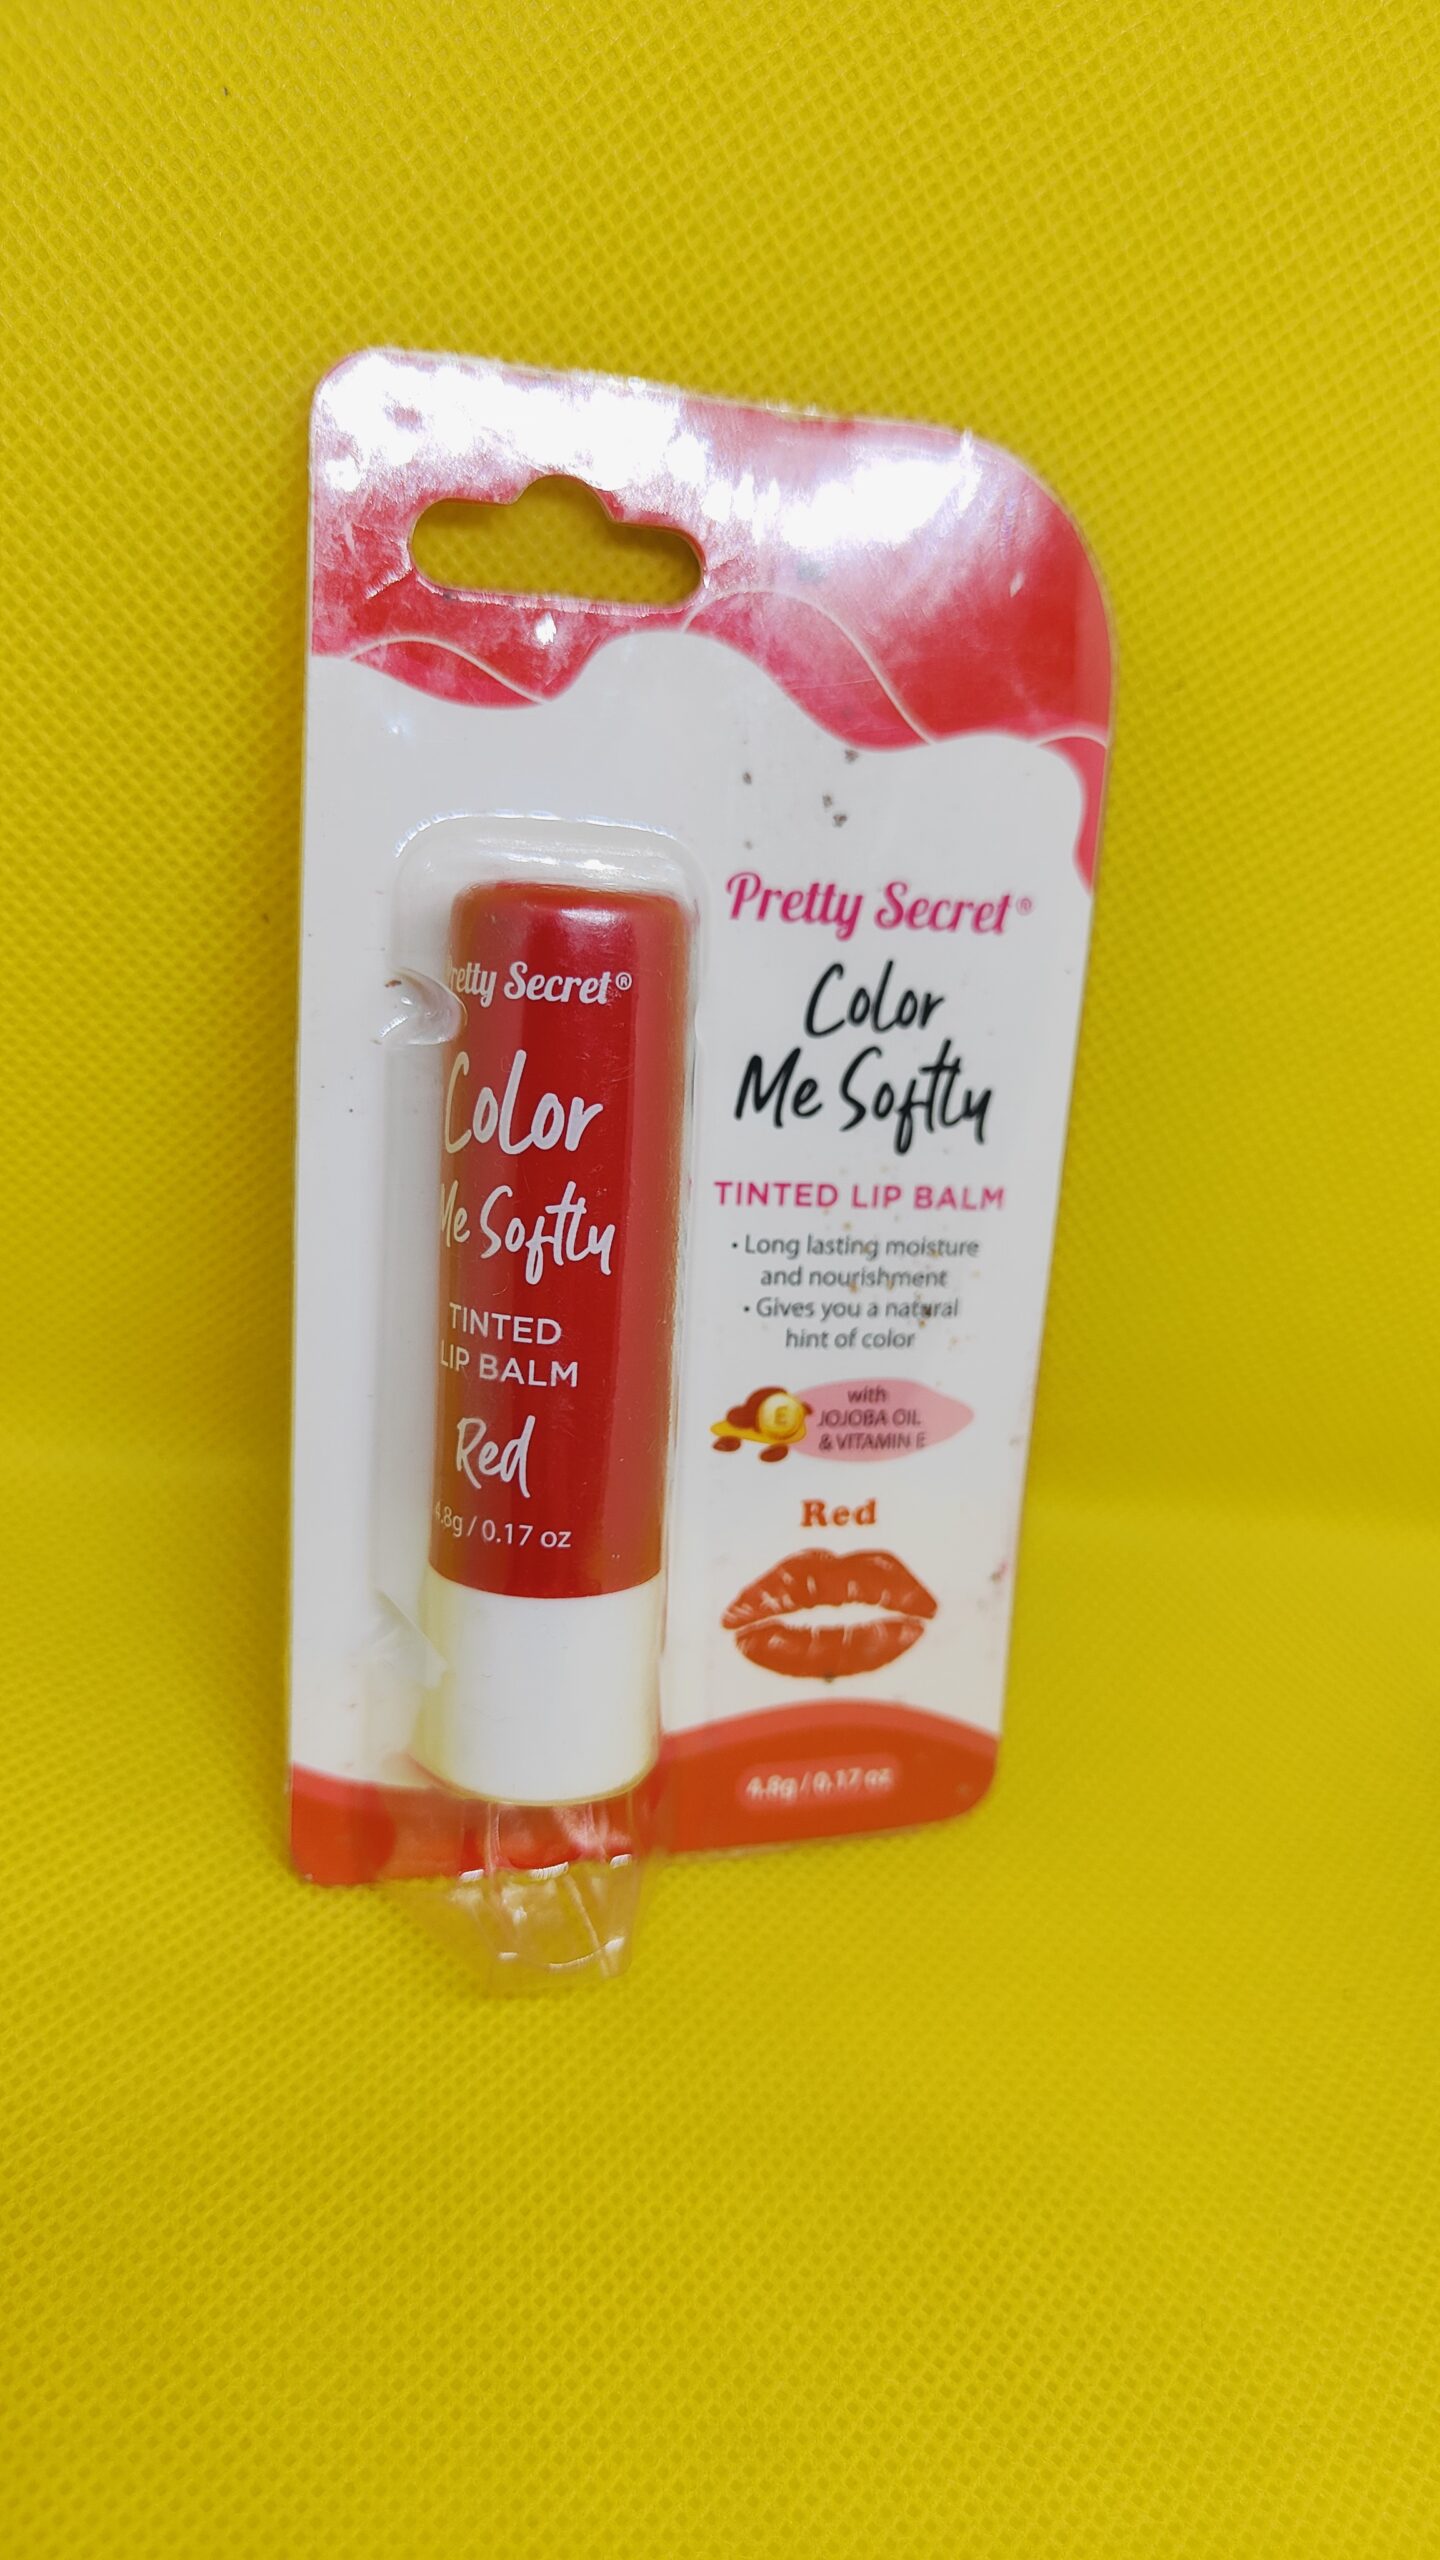 Pretty Secret®
Color
Me Softly
TINTED
LIP BALM
Red
4.8g / 0.17 oz
Pretty Secret®
Color
Me Softly
TINTED LIP BALM
• Long lasting moisture
and nourishment
• Gives you a natural
hint of color
E
with
JOJOBA OIL
& VITAMIN E
Red
4.8g / 0.17 oz